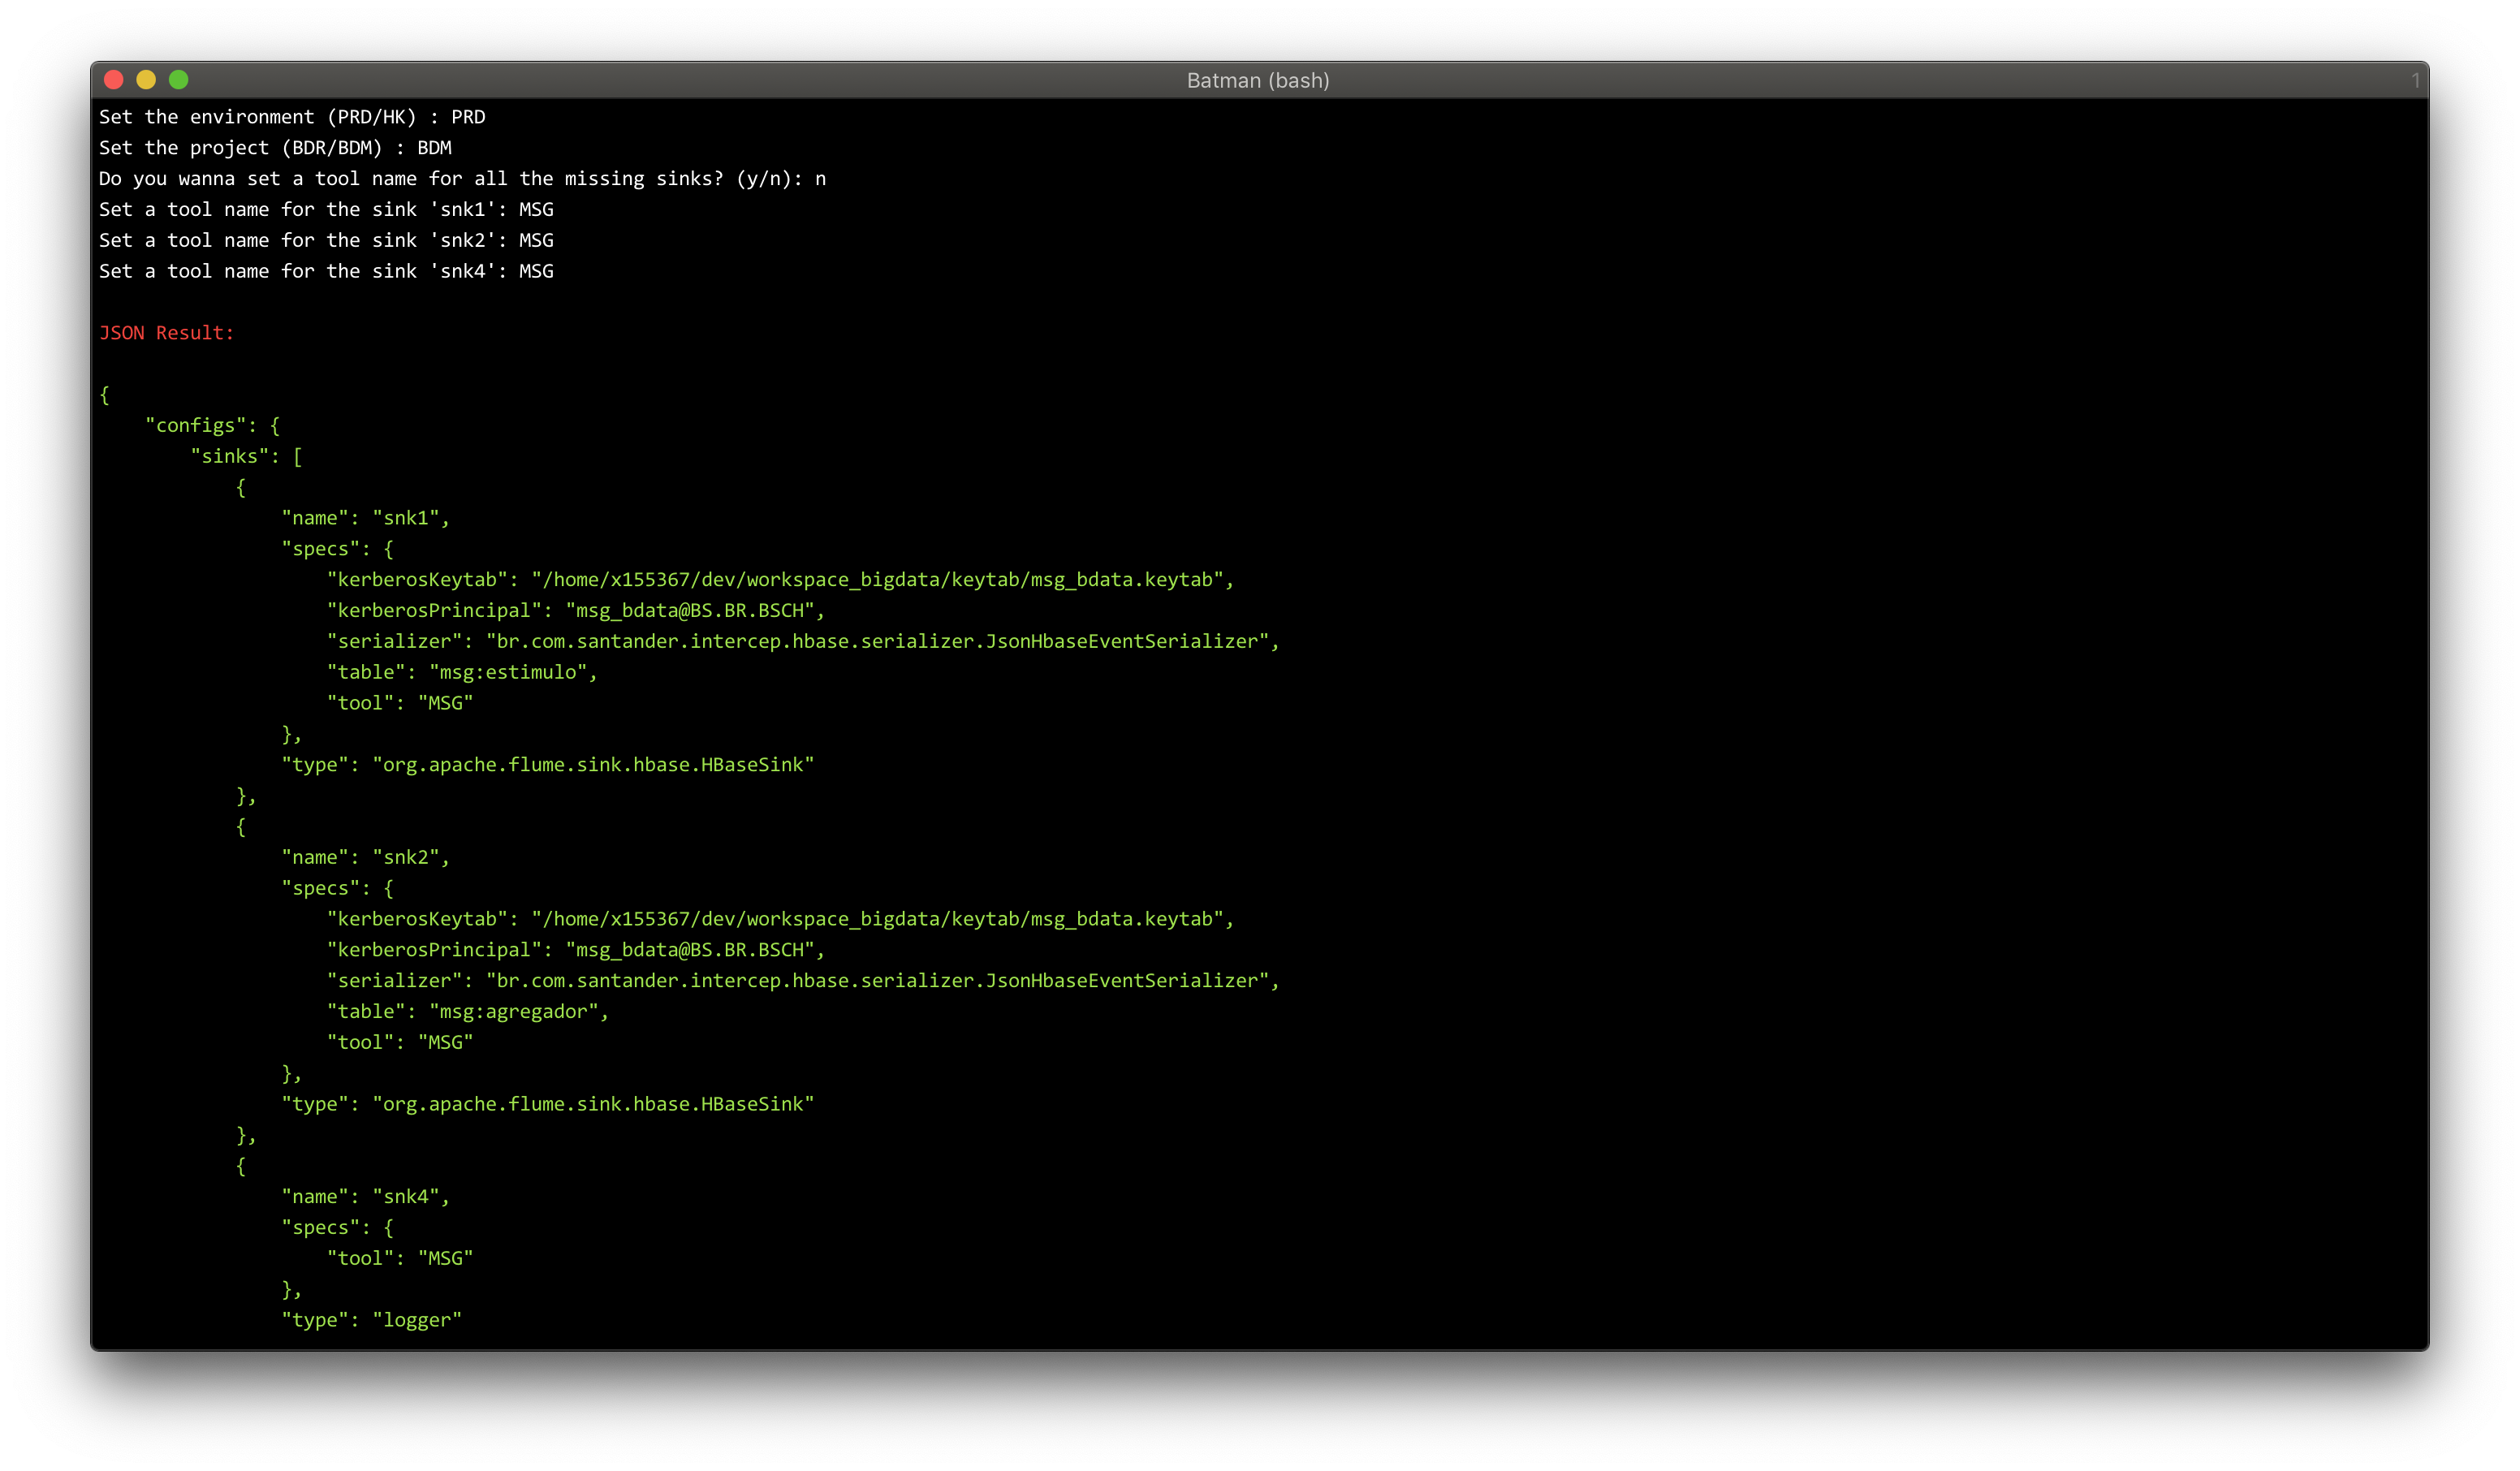 Batman (bash)
1
Set the environment (PRD/HK) : PRD
Set the project (BDR/BDM) : BDM
Do you wanna set a tool name for all the missing sinks? (y/n): n
Set a tool name for the sink 'snk1': MSG
Set a tool name for the sink 'snk2': MSG
Set a tool name for the sink 'snk4': MSG
JSON Result:
{
    "configs": {
        "sinks": [
            {
                "name": "snk1",
                "specs": {
                    "kerberosKeytab": "/home/x155367/dev/workspace_bigdata/keytab/msg_bdata.keytab",
                    "kerberosPrincipal": "msg_bdata@BS.BR.BSCH",
                    "serializer": "br.com.santander.intercep.hbase.serializer.JsonHbaseEventSerializer",
                    "table": "msg:estimulo",
                    "tool": "MSG"
                },
                "type": "org.apache.flume.sink.hbase.HBaseSink"
            },
            {
                "name": "snk2",
                "specs": {
                    "kerberosKeytab": "/home/x155367/dev/workspace_bigdata/keytab/msg_bdata.keytab",
                    "kerberosPrincipal": "msg_bdata@BS.BR.BSCH",
                    "serializer": "br.com.santander.intercep.hbase.serializer.JsonHbaseEventSerializer",
                    "table": "msg:agregador",
                    "tool": "MSG"
                },
                "type": "org.apache.flume.sink.hbase.HBaseSink"
            },
            {
                "name": "snk4",
                "specs": {
                    "tool": "MSG"
                },
                "type": "logger"